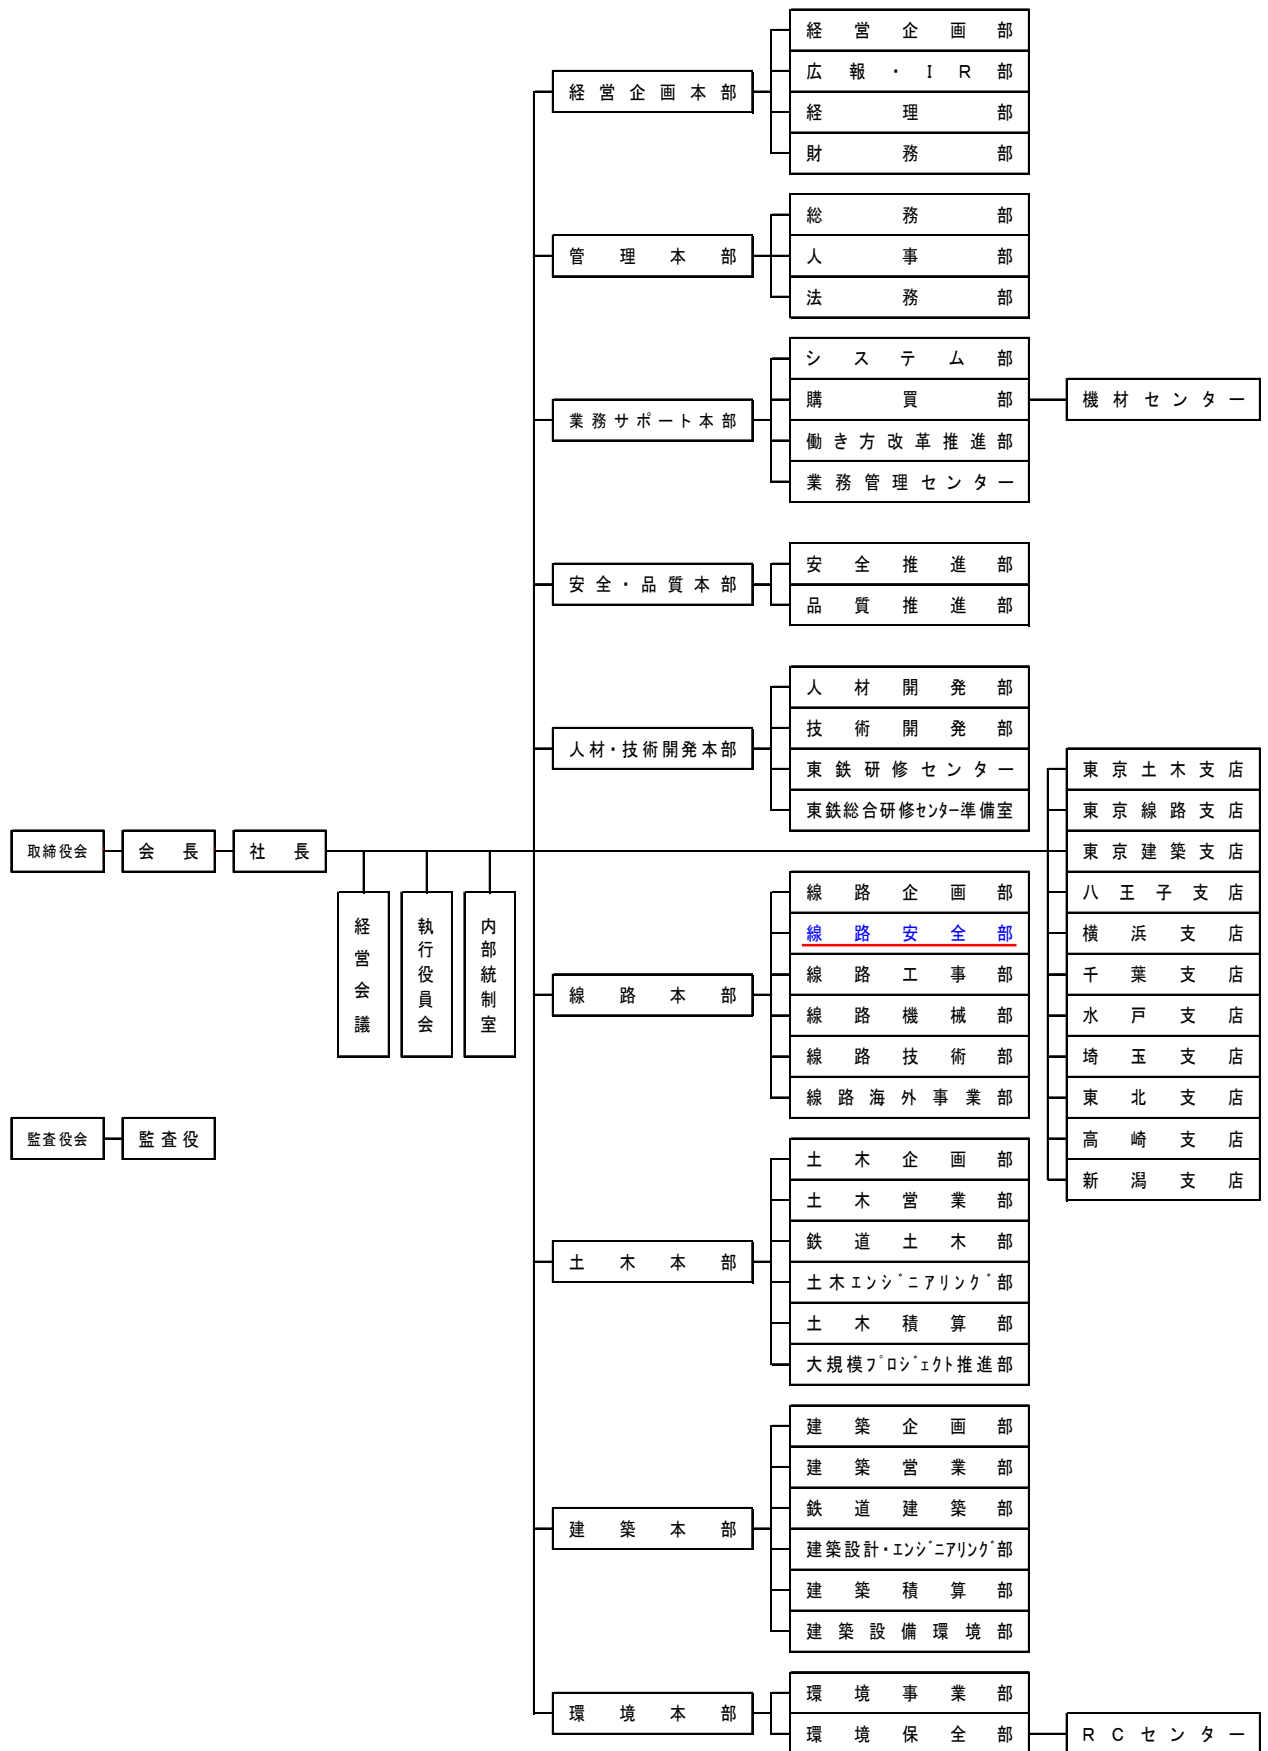 経営企画部
広報・ＩＲ部
経営企画本部
経理部
財務部
総務部
管理本部
人事部
法務部
システム部
購買部
機材センター
業務サポート本部
働き方改革推進部
業務管理センター
安全推進部
安全・品質本部
品質推進部
人材開発部
技術開発部
人材・技術開発本部
東鉄研修センター
東鉄総合研修ｾﾝﾀｰ準備室
東京土木支店
東京線路支店
取締役会
会長
社長
東京建築支店
八王子支店
横浜支店
千葉支店
水戸支店
埼玉支店
東北支店
高崎支店
新潟支店
経営会議
執行役員会
内部統制室
線路企画部
線路安全部
線路工事部
線路本部
線路機械部
線路技術部
線路海外事業部
監査役会
監査役
土木企画部
土木営業部
鉄道土木部
土木本部
土木ｴﾝｼﾞﾆｱﾘﾝｸﾞ部
土木積算部
大規模ﾌﾟﾛｼﾞｪｸﾄ推進部
建築企画部
建築営業部
鉄道建築部
建築本部
建築設計・ｴﾝｼﾞﾆｱﾘﾝｸﾞ部
建築積算部
建築設備環境部
環境事業部
環境本部
環境保全部
ＲＣセンター